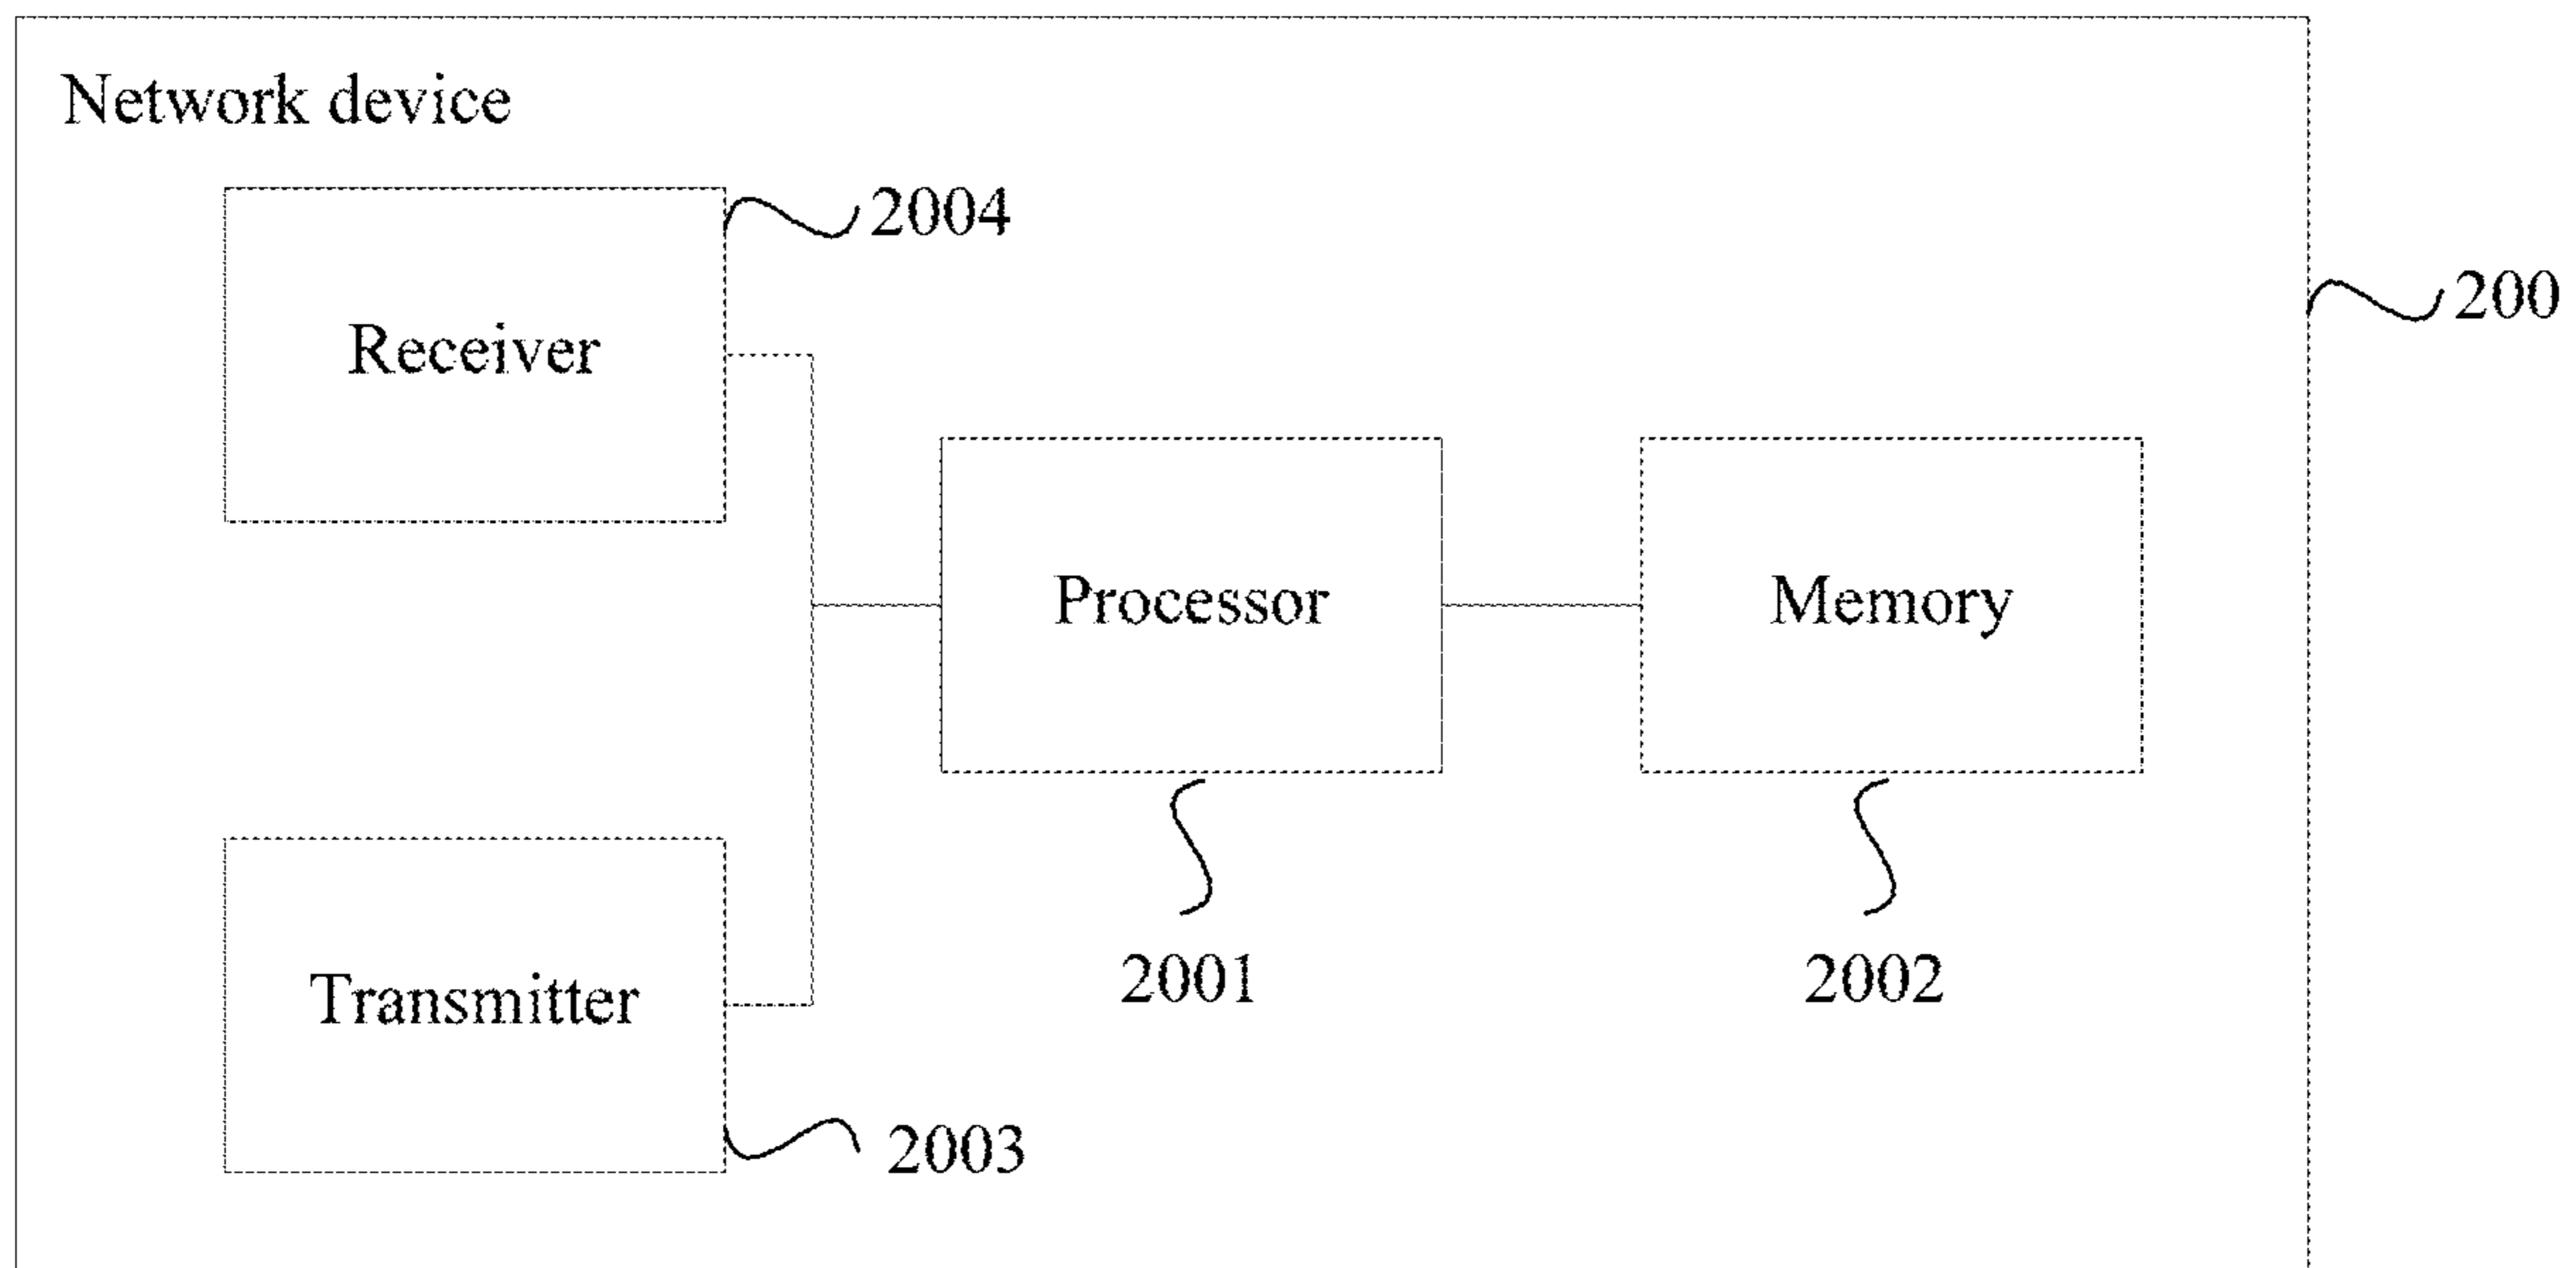 Network device
2004
Receiver
200
Processor
Memory
2001
2002
Transmitter
2003